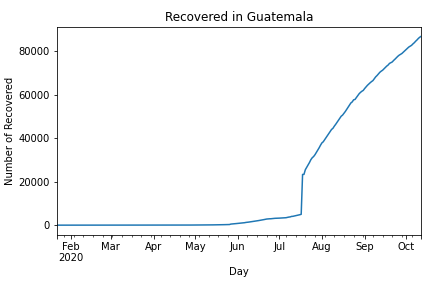 Recovered in Guatemala
Number of Recovered
80000
60000
40000
20000
0
Feb Mar Apr May Jun Jul Aug Sep Oct
2020
Day